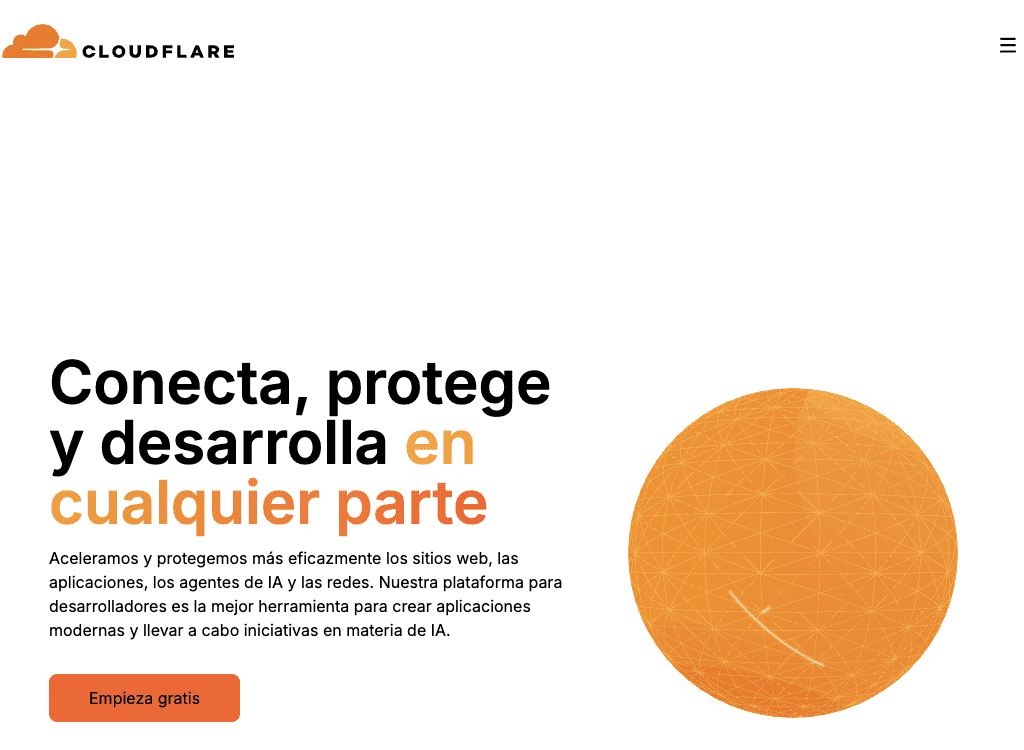 CLOUDFLARE
Conecta, protege
y desarrolla en
cualquier parte
Aceleramos y protegemos más eficazmente los sitios web, las
aplicaciones, los agentes de IA y las redes. Nuestra plataforma para
desarrolladores es la mejor herramienta para crear aplicaciones
modernas y llevar a cabo iniciativas en materia de IA.
Empieza gratis